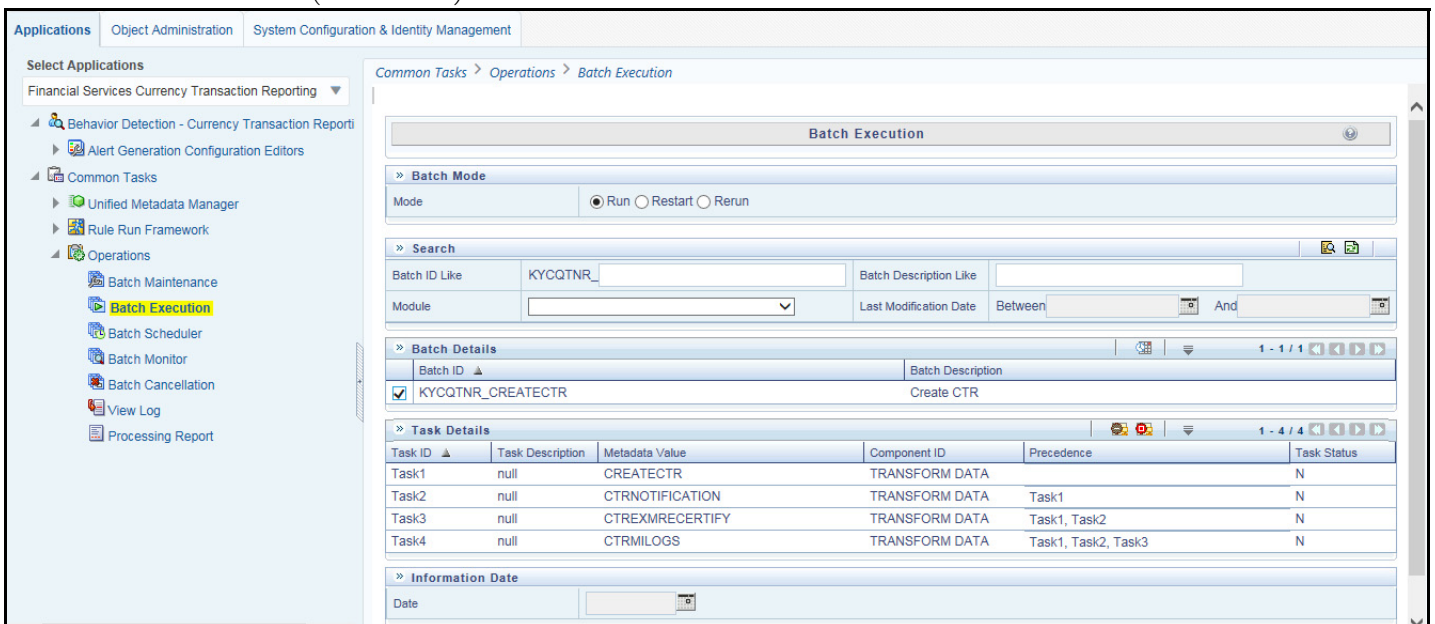 Applications Object Administration System Configuration & Identity Management
Select Applications
Financial Services Currency Transaction Reporting
Behavior Detection - Currency Transaction Reporti
Alert Generation Configuration Editors
Common Tasks
Unified Metadata Manager
Rule Run Framework
Operations
Batch Maintenance
Batch Execution
Batch Scheduler
Batch Monitor
Batch Cancellation
View Log
Processing Report
Common Tasks > Operations > Batch Execution
Batch Execution
» Batch Mode
Mode Run Restart Rerun
» Search
Batch ID Like KYCQTNR_ Batch Description Like
Module Last Modification Date Between And
» Batch Details 1 - 1 / 1
Batch ID Batch Description
KYCQTNR_CREATECTR Create CTR
» Task Details 1 - 4 / 4
Task ID Task Description Metadata Value Component ID Precedence Task Status
Task1 null CREATECTR TRANSFORM DATA N
Task2 null CTRNOTIFICATION TRANSFORM DATA Task1 N
Task3 null CTREXMRECERTIFY TRANSFORM DATA Task1, Task2 N
Task4 null CTRMILOGS TRANSFORM DATA Task1, Task2, Task3 N
» Information Date
Date